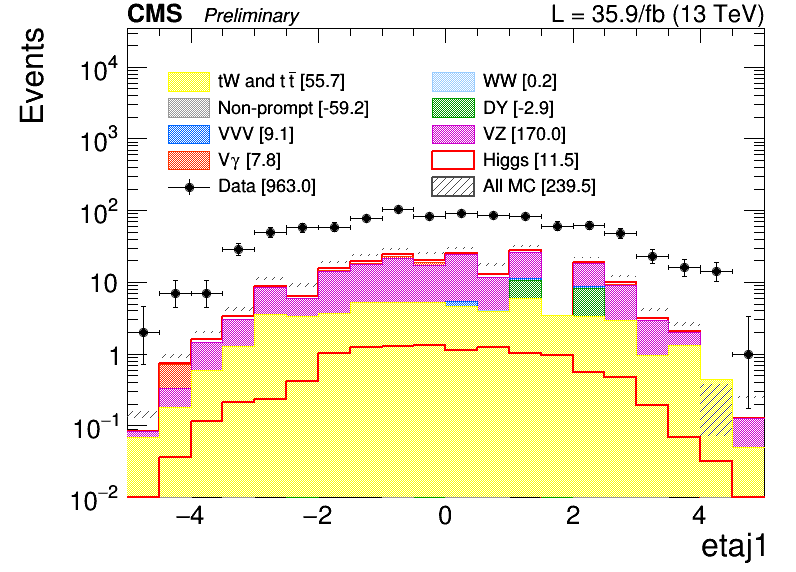 CMS Preliminary L = 35.9/fb (13 TeV)
Events
tW and t t̄ [55.7] WW [0.2]
Non-prompt [-59.2] DY [-2.9]
VVV [9.1] VZ [170.0]
Vγ [7.8] Higgs [11.5]
Data [963.0] All MC [239.5]
10⁴
10³
10²
10
1
10⁻¹
10⁻²
−4 −2 0 2 4
etaj1